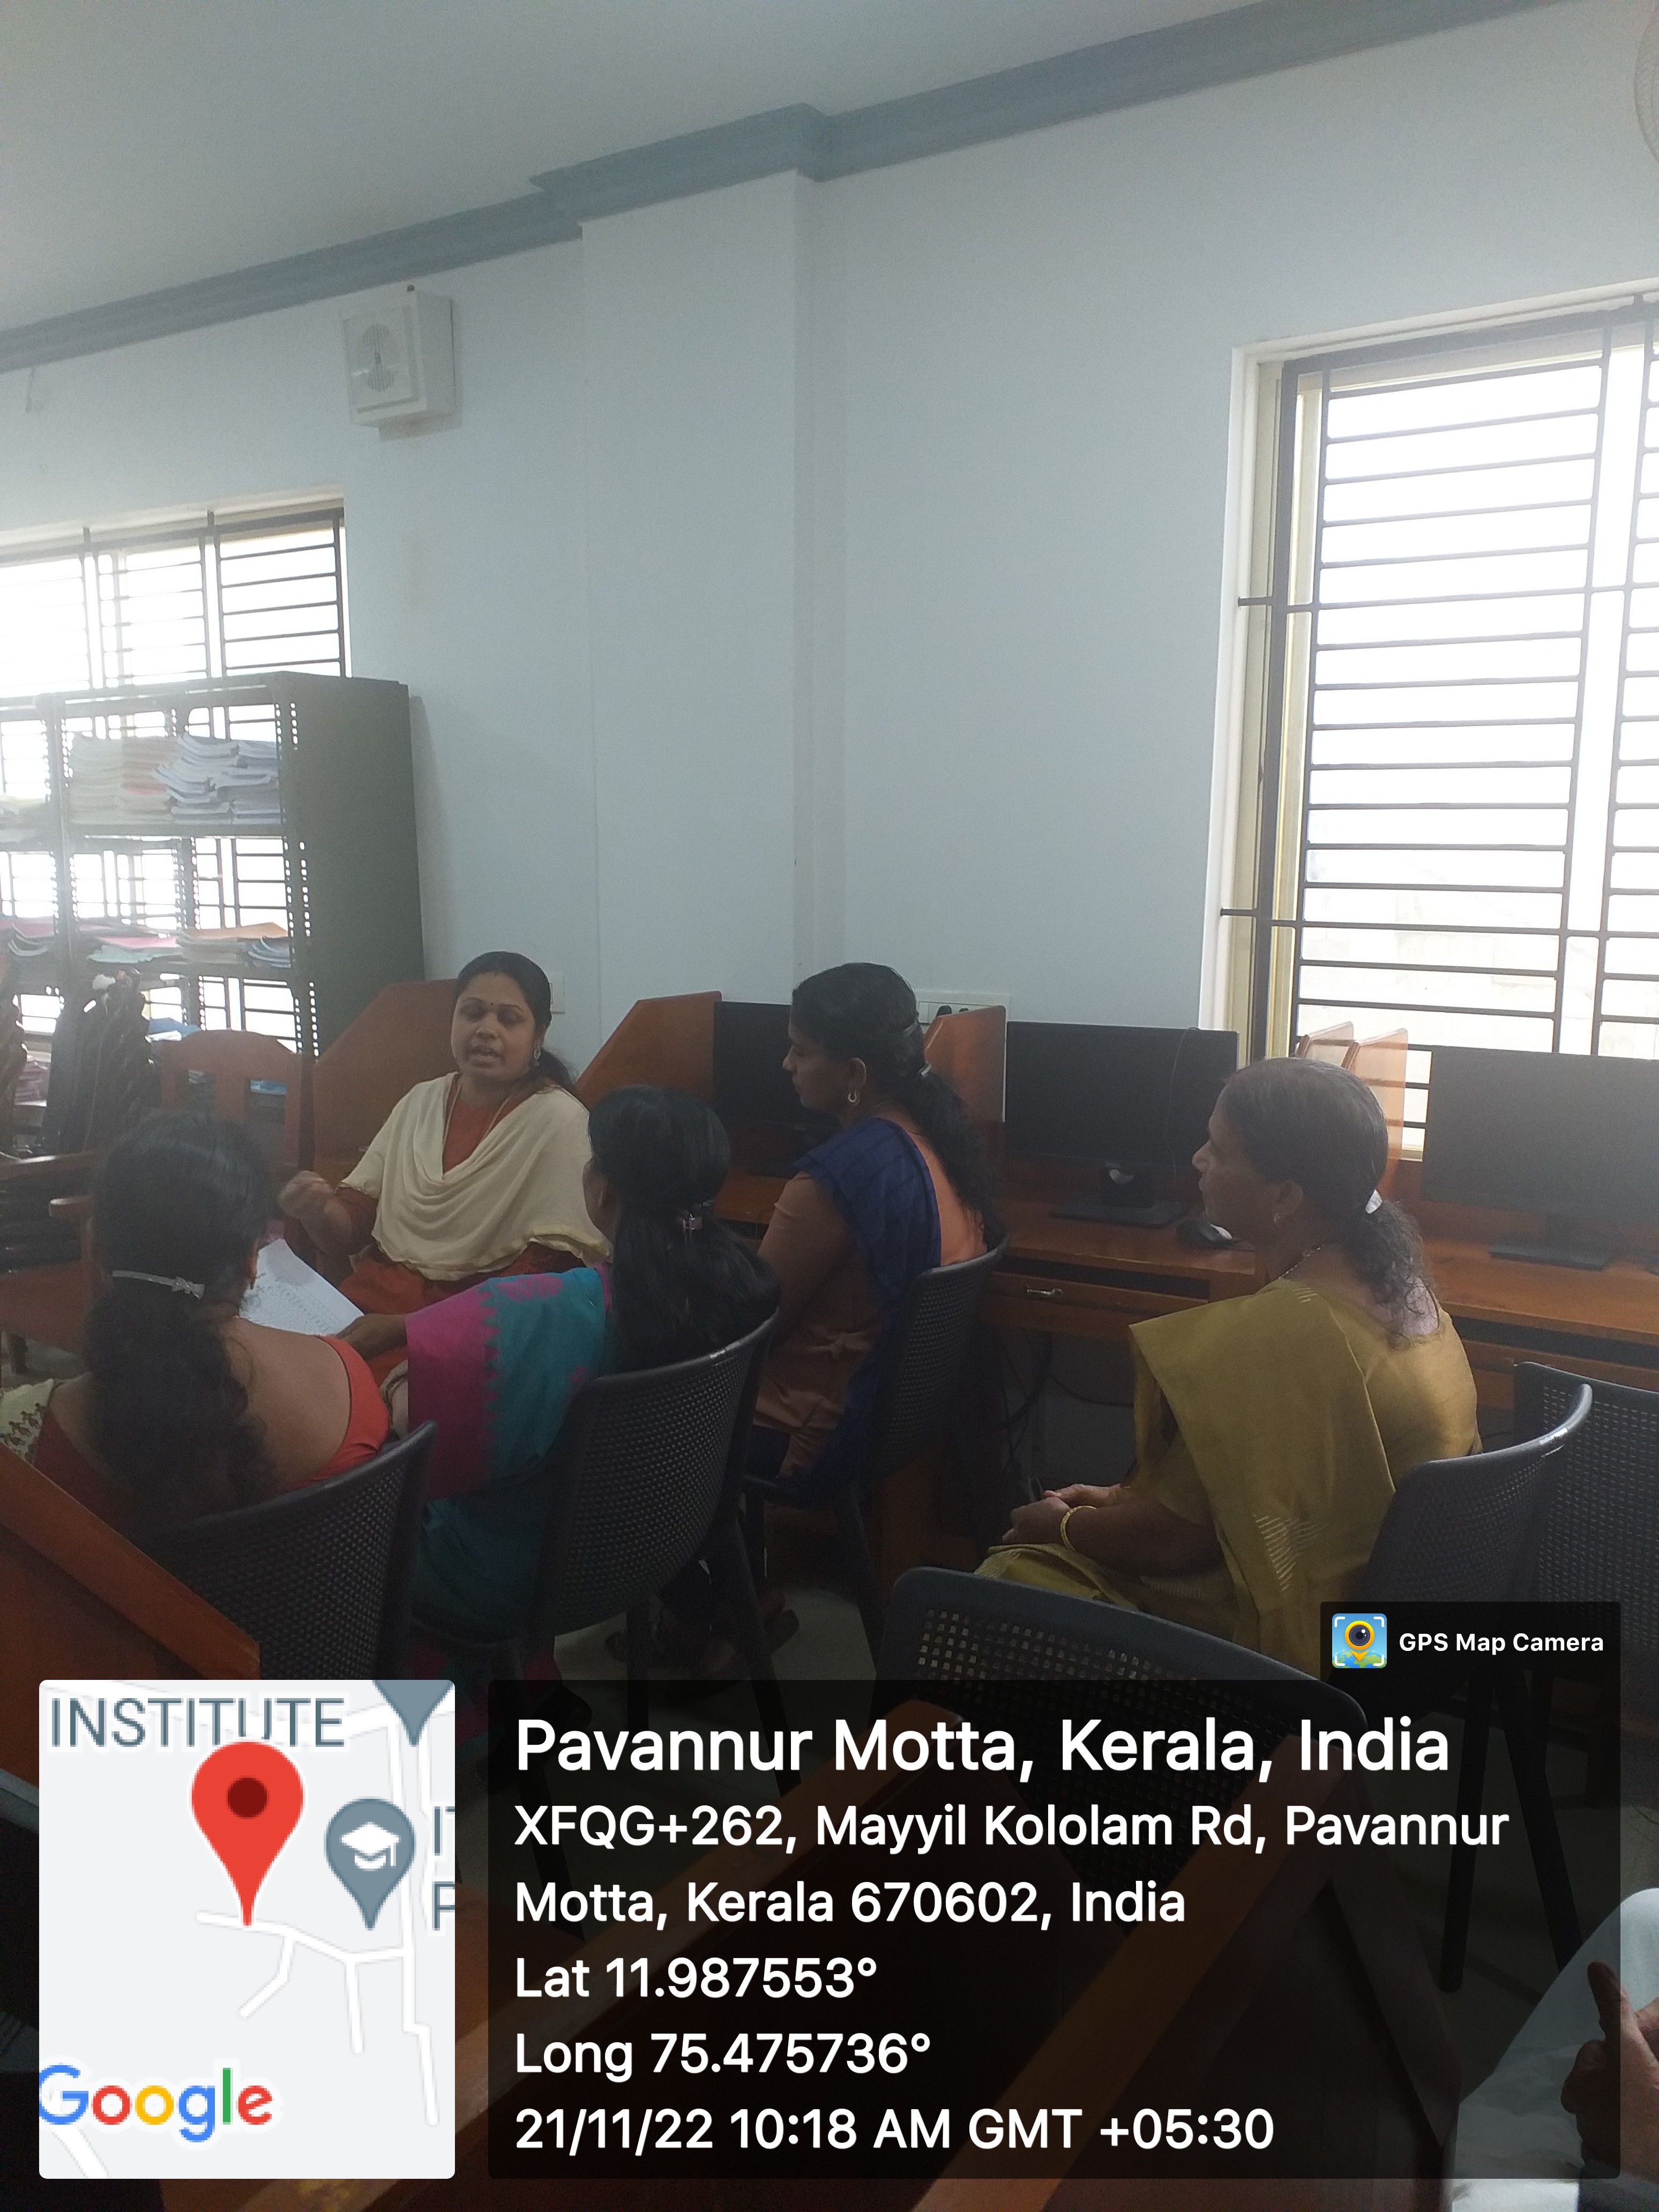 GPS Map Camera
INSTITUTE
Google
Pavannur Motta, Kerala, India
XFQG+262, Mayyil Kololam Rd, Pavannur
Motta, Kerala 670602, India
Lat 11.987553°
Long 75.475736°
21/11/22 10:18 AM GMT +05:30